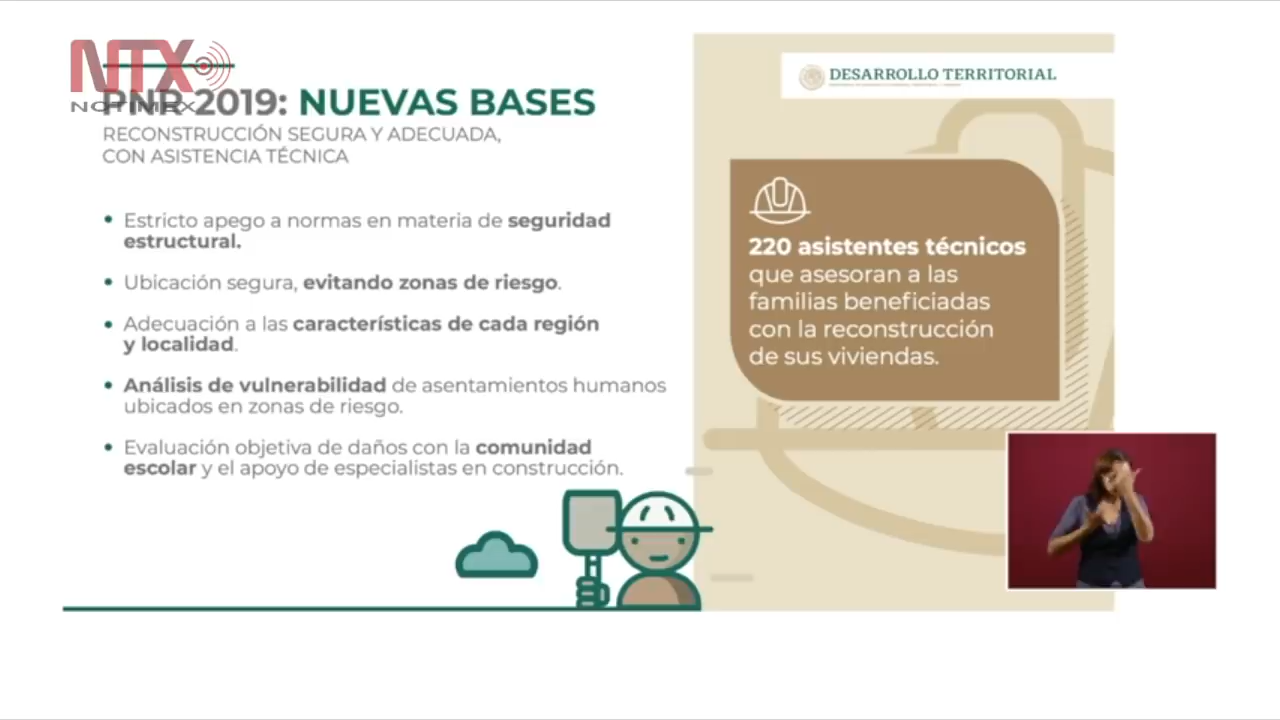 NTX
NOTIMEX
PNR 2019: NUEVAS BASES
RECONSTRUCCIÓN SEGURA Y ADECUADA,
CON ASISTENCIA TÉCNICA
• Estricto apego a normas en materia de seguridad
estructural.
• Ubicación segura, evitando zonas de riesgo.
• Adecuación a las características de cada región
y localidad.
• Análisis de vulnerabilidad de asentamientos humanos
ubicados en zonas de riesgo.
• Evaluación objetiva de daños con la comunidad
escolar y el apoyo de especialistas en construcción.
DESARROLLO TERRITORIAL
220 asistentes técnicos
que asesoran a las
familias beneficiadas
con la reconstrucción
de sus viviendas.